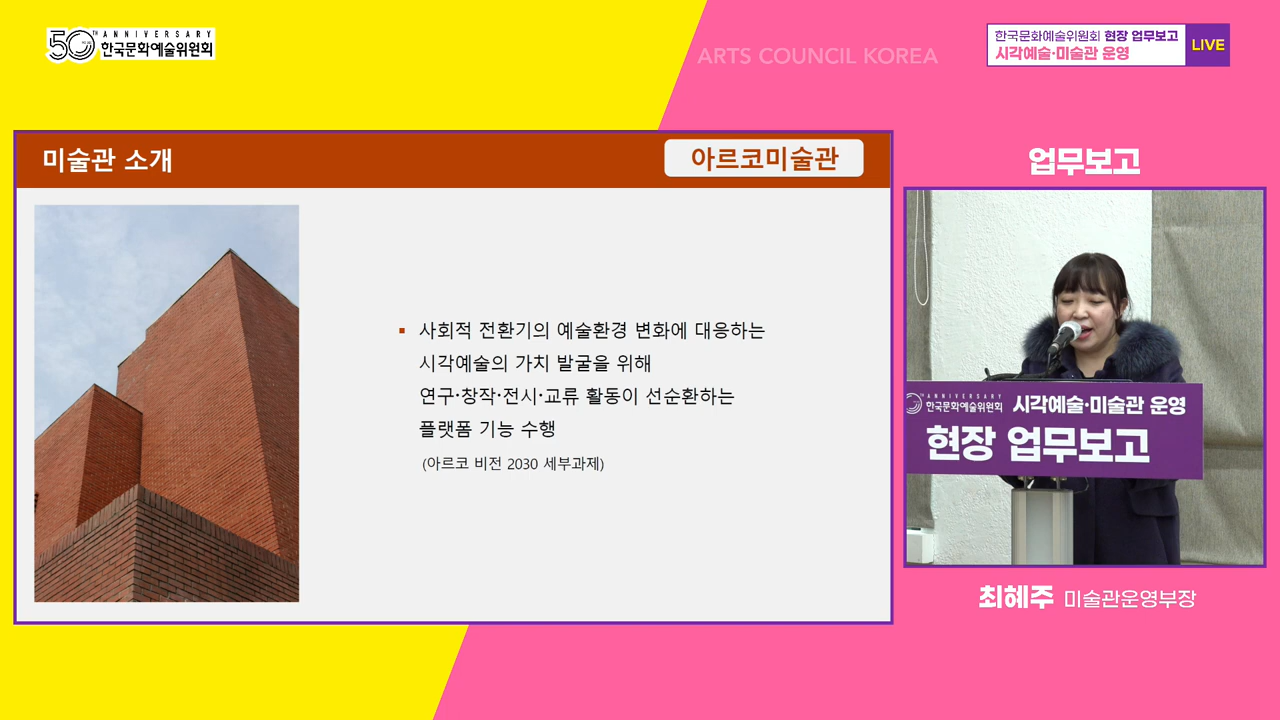 50TH ANNIVERSARY
한국문화예술위원회
ARTS COUNCIL KOREA
한국문화예술위원회 현장 업무보고
시각예술·미술관 운영
LIVE
미술관 소개
아르코미술관
사회적 전환기의 예술환경 변화에 대응하는
시각예술의 가치 발굴을 위해
연구·창작·전시·교류 활동이 선순환하는
플랫폼 기능 수행
(아르코 비전 2030 세부과제)
업무보고
ANNIVERSARY
한국문화예술위원회
시각예술·미술관 운영
현장 업무보고
최혜주 미술관운영부장